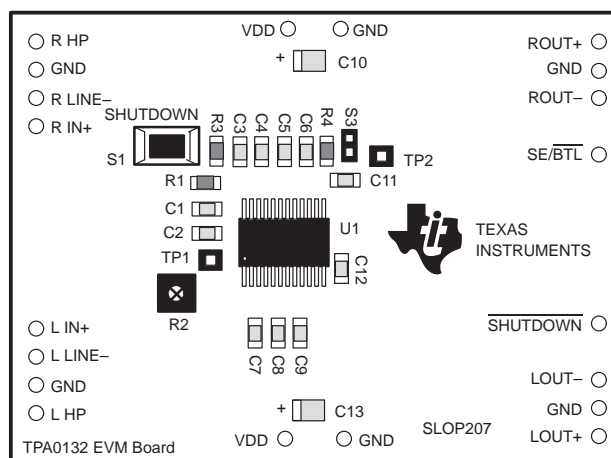 VDD GND
R HP
GND
R LINE–
R IN+
+ C10
ROUT+
GND
ROUT–
SHUTDOWN
S1
R3 C3 C4 C5 C6 R4 S3
TP2
SE/BTL
R1
C11
C1
C2
U1
TP1
C12
R2
TEXAS
INSTRUMENTS
L IN+
L LINE–
GND
L HP
C7 C8 C9
SHUTDOWN
LOUT–
GND
LOUT+
+ C13
SLOP207
TPA0132 EVM Board
VDD GND